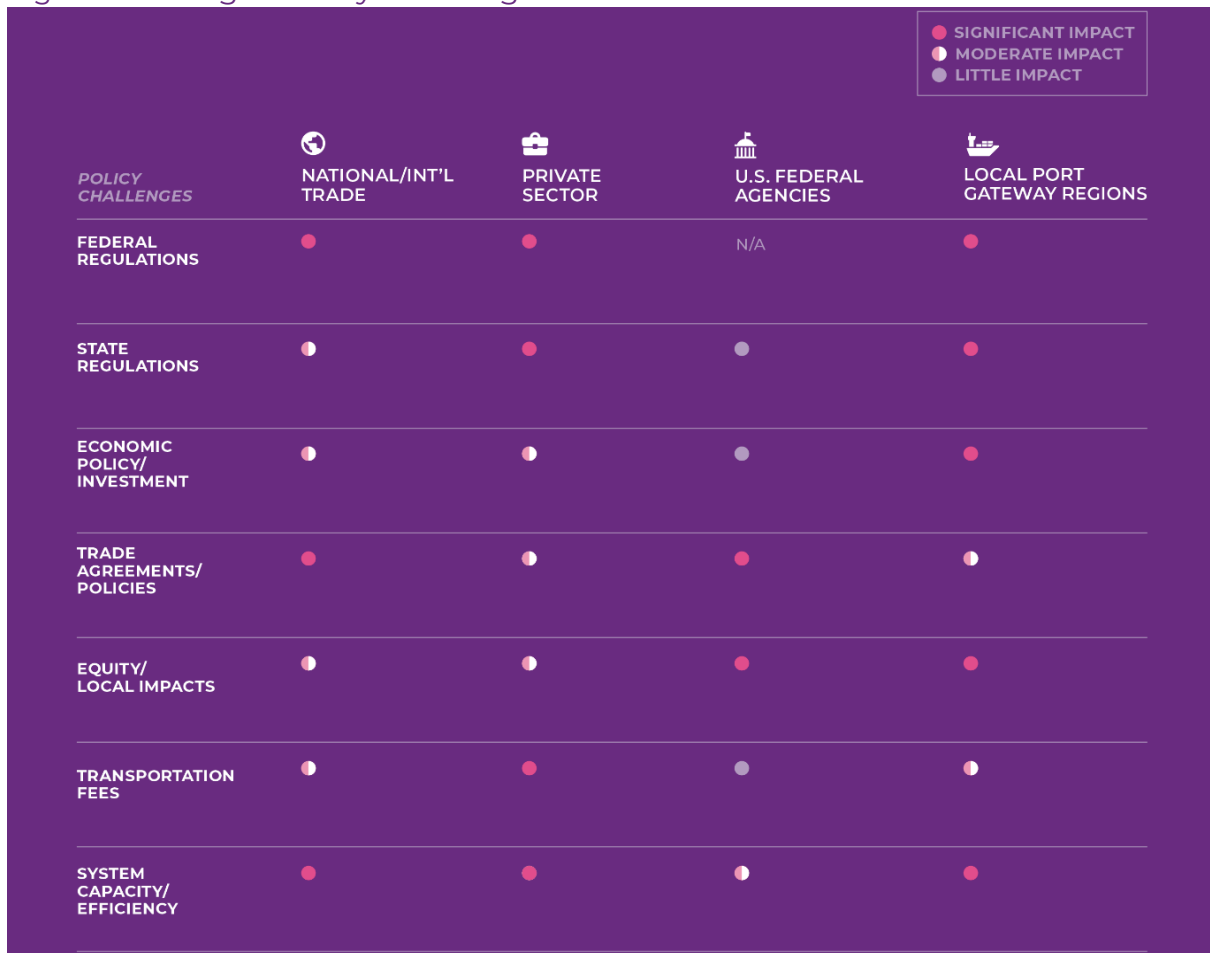 SIGNIFICANT IMPACT
MODERATE IMPACT
LITTLE IMPACT
POLICY
CHALLENGES
NATIONAL/INT'L
TRADE
PRIVATE
SECTOR
U.S. FEDERAL
AGENCIES
LOCAL PORT
GATEWAY REGIONS
FEDERAL
REGULATIONS
N/A
STATE
REGULATIONS
ECONOMIC
POLICY/
INVESTMENT
TRADE
AGREEMENTS/
POLICIES
EQUITY/
LOCAL IMPACTS
TRANSPORTATION
FEES
SYSTEM
CAPACITY/
EFFICIENCY